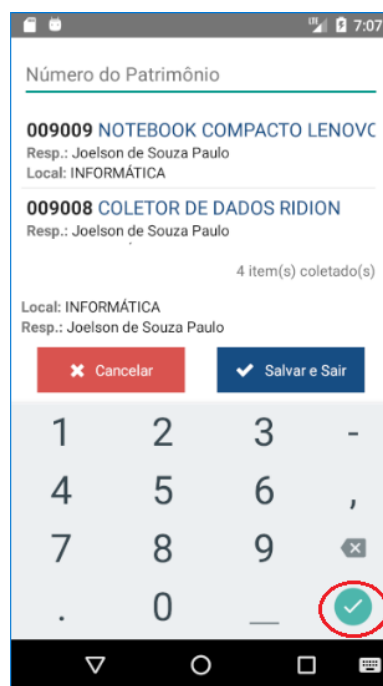 7:07
Número do Patrimônio
009009 NOTEBOOK COMPACTO LENOVC
Resp.: Joelson de Souza Paulo
Local: INFORMÁTICA
009008 COLETOR DE DADOS RIDION
Resp.: Joelson de Souza Paulo
4 item(s) coletado(s)
Local: INFORMÁTICA
Resp.: Joelson de Souza Paulo
Cancelar
Salvar e Sair
1 2 3 -
4 5 6 ,
7 8 9
. 0 _